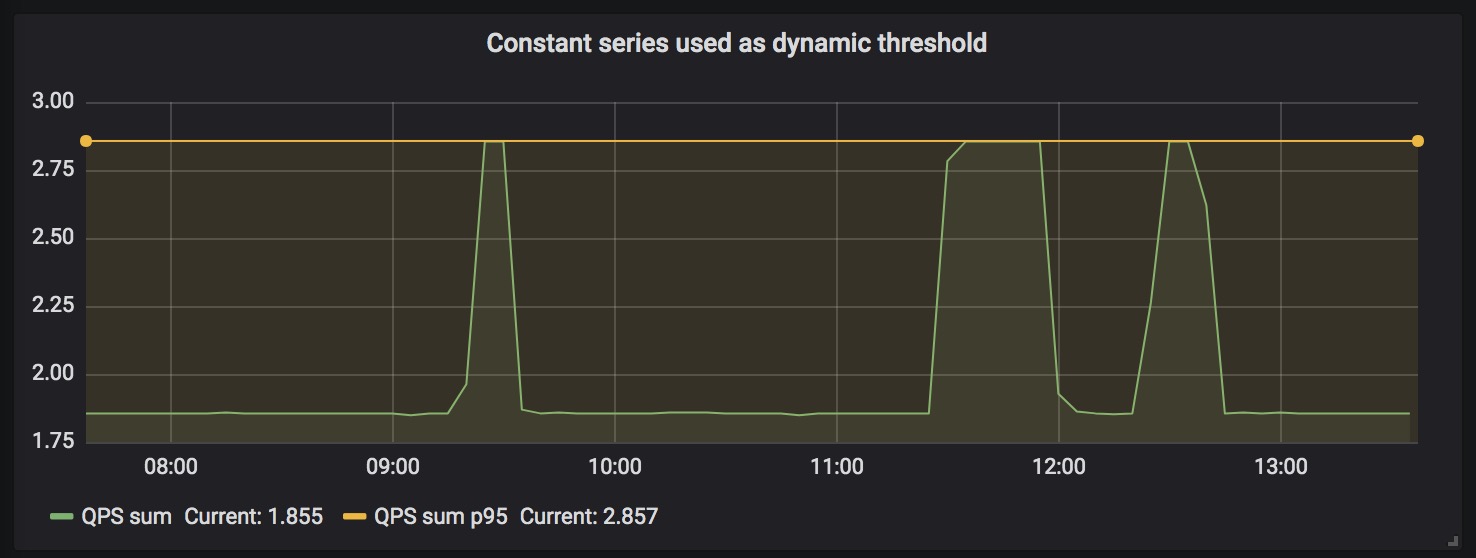 Constant series used as dynamic threshold
3.00
2.75
2.50
2.25
2.00
1.75
08:00 09:00 10:00 11:00 12:00 13:00
QPS sum Current: 1.855 QPS sum p95 Current: 2.857